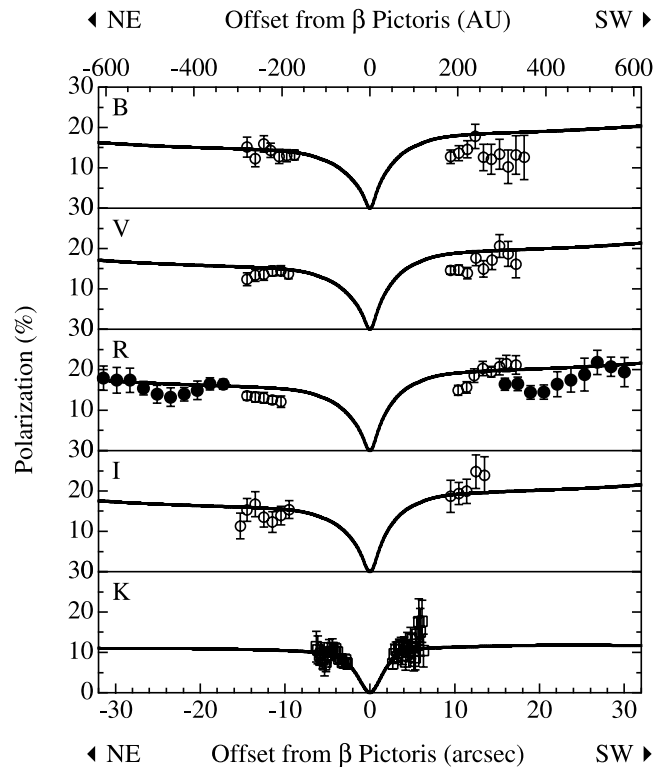 ◀ NE Offset from β Pictoris (AU) SW ▶
-600 -400 -200 0 200 400 600
30
B
20
10
30
V
20
10
30
R
20
10
30
I
20
10
30
K
20
10
0
Polarization (%)
-30 -20 -10 0 10 20 30
◀ NE Offset from β Pictoris (arcsec) SW ▶